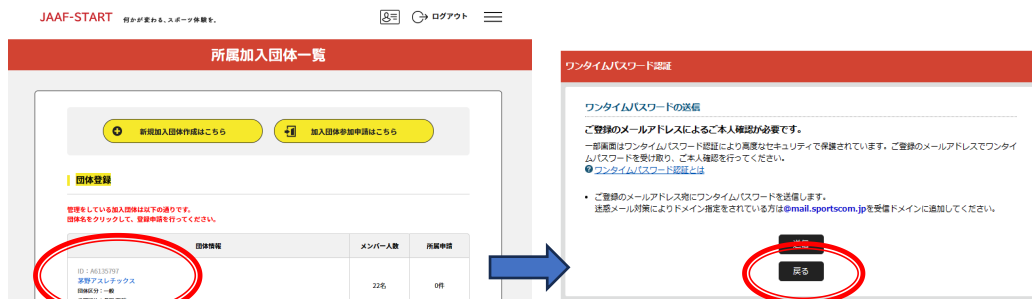 JAAF-START 何かが変わる、スポーツ体験を。
ログアウト
所属加入団体一覧
新規加入団体作成はこちら
加入団体参加申請はこちら
団体登録
管理をしている加入団体は以下の通りです。
団体名をクリックして、登録申請を行ってください。
団体情報 メンバー人数 所属申請
ID：A6135797
茅野アスレチックス
団体区分：一般
22名 0件
ワンタイムパスワード認証
ワンタイムパスワードの送信
ご登録のメールアドレスによるご本人確認が必要です。
一部画面はワンタイムパスワード認証により高度なセキュリティで保護されています。ご登録のメールアドレスでワンタイ
ムパスワードを受け取り、ご本人確認を行ってください。
ワンタイムパスワード認証とは
• ご登録のメールアドレス宛にワンタイムパスワードを送信します。
迷惑メール対策によりドメイン指定をされている方は@mail.sportscom.jpを受信ドメインに追加してください。
送信
戻る